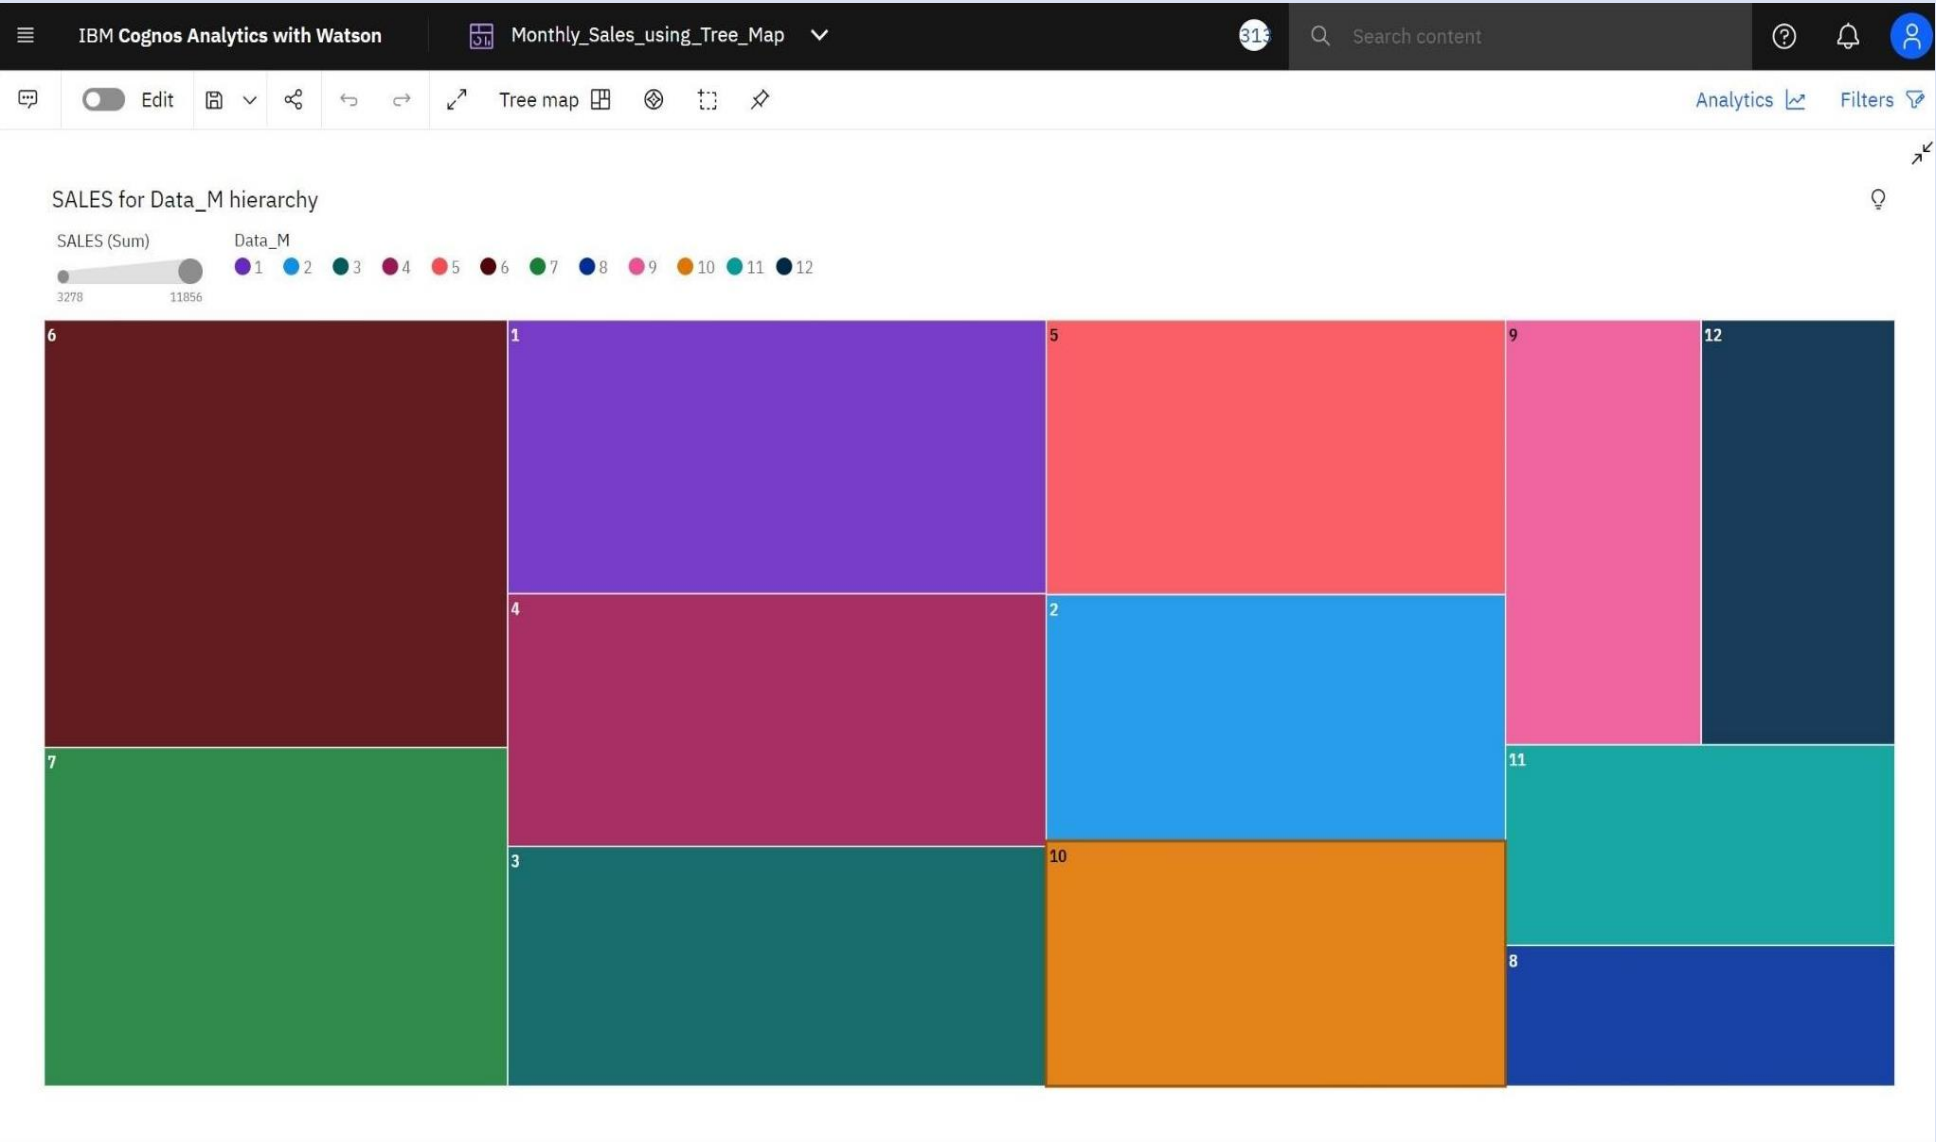 IBM Cognos Analytics with Watson
Monthly_Sales_using_Tree_Map
313
Search content
Edit
Tree map
Analytics
Filters
SALES for Data_M hierarchy
SALES (Sum)
Data_M
1 2 3 4 5 6 7 8 9 10 11 12
3278 11856
6
1
5
9
12
4
2
7
11
3
10
8